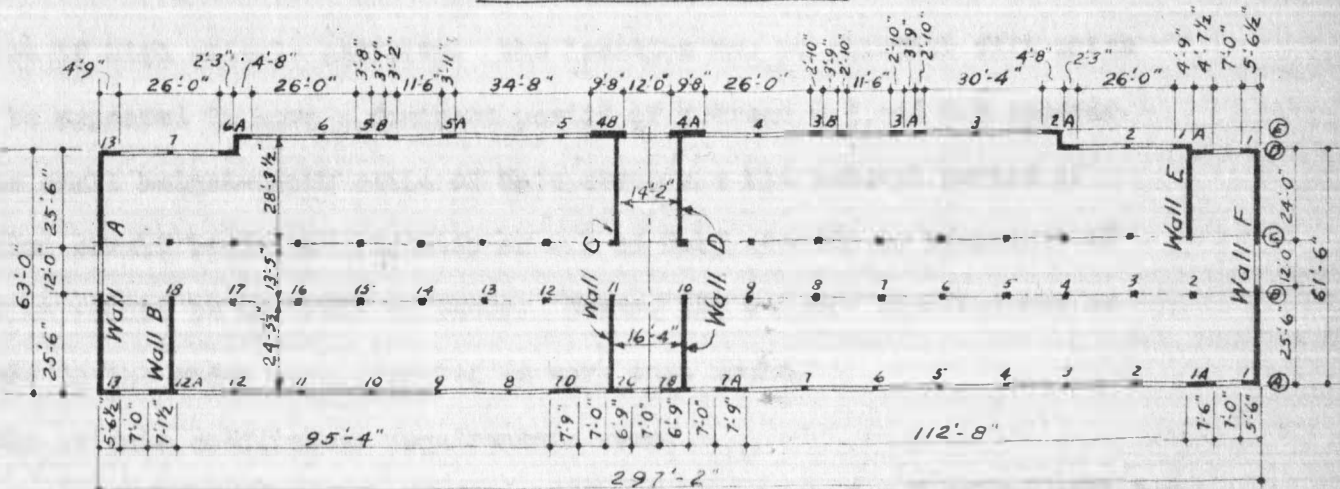 4'-9" 26'-0" 2'-3 4'-8" 26'-0" 3'-8" 3'-9" 3'-2" 11'-6" 34'-8" 9'-8 12'-0 9'-8 26'-0" 2'-10" 3'-9" 2'-10" 11'-6 2'-10" 3'-9" 2'-10" 30'-4" 4'-8 2'-3 26'-0" 4'-9" 4'-7½" 7'-0" 5'-6½"
13 7 6A 6 5B 5A 5 4B 4A 4 3B 3A 3 2A 2 1A 1 E
D
63'-0" 25'-6" 12'-0" 25'-6"
28'-4½" 13'-5" 14'-2"
Wall A Wall B Wall C Wall D Wall E Wall F
24'-0" 12'-0" 25'-6" 61'-6"
C
18 17 16 15 14 13 12 11 10 9 8 7 6 5 4 3 2 B
16'-4"
13 12A 12 11 10 9 8 7D 7C 7B 7A 7 6 5 4 3 2 1A 1 A
5'-6½ 7'-0" 7'-1½" 95'-4" 7'-9" 7'-0" 6'-9" 7'-0" 6'-9" 7'-0" 7'-9" 112'-8" 7'-6" 7'-0" 5'-6"
297'-2"